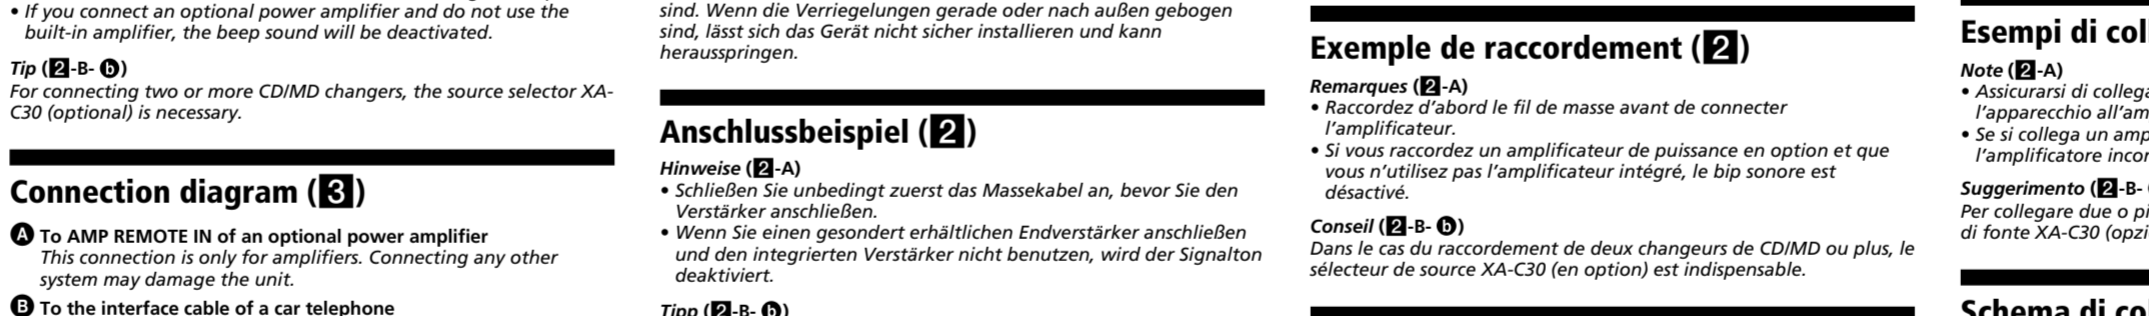 • If you connect an optional power amplifier and do not use the
built-in amplifier, the beep sound will be deactivated.
Tip (2-B- b)
For connecting two or more CD/MD changers, the source selector XA-
C30 (optional) is necessary.
Connection diagram (3)
A To AMP REMOTE IN of an optional power amplifier
This connection is only for amplifiers. Connecting any other
system may damage the unit.
B To the interface cable of a car telephone
sind. Wenn die Verriegelungen gerade oder nach außen gebogen
sind, lässt sich das Gerät nicht sicher installieren und kann
herausspringen.
Anschlussbeispiel (2)
Hinweise (2-A)
• Schließen Sie unbedingt zuerst das Massekabel an, bevor Sie den
Verstärker anschließen.
• Wenn Sie einen gesondert erhältlichen Endverstärker anschließen
und den integrierten Verstärker nicht benutzen, wird der Signalton
deaktiviert.
Tipp (2-B- b)
Exemple de raccordement (2)
Remarques (2-A)
• Raccordez d’abord le fil de masse avant de connecter
l’amplificateur.
• Si vous raccordez un amplificateur de puissance en option et que
vous n’utilisez pas l’amplificateur intégré, le bip sonore est
désactivé.
Conseil (2-B- b)
Dans le cas du raccordement de deux changeurs de CD/MD ou plus, le
sélecteur de source XA-C30 (en option) est indispensable.
Esempi di
Note (2-A)
• Assicurarsi di
l’apparecchio
• Se si collega un
l’amplificatore
Suggerimento (2-B-
Per collegare due o
di fonte XA-C30
Schema di